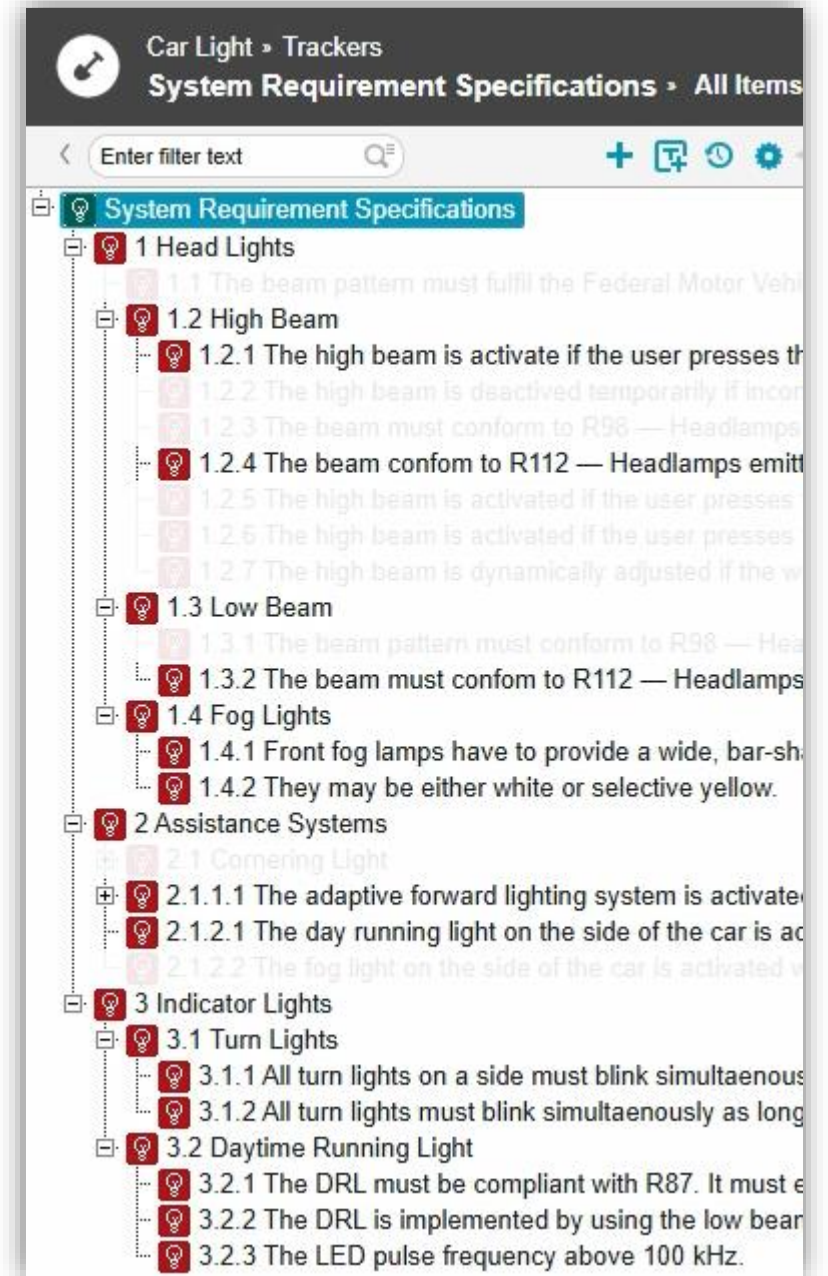 Car Light » Trackers
System Requirement Specifications » All Items
Enter filter text
System Requirement Specifications
1 Head Lights
1.1 The beam pattern must fulfil the Federal Motor Vehi
1.2 High Beam
1.2.1 The high beam is activate if the user presses th
1.2.2 The high beam is deactived temporarily if incor
1.2.3 The beam must conform to R98 — Headlamps
1.2.4 The beam confom to R112 — Headlamps emitt
1.2.5 The high beam is activated if the user presses
1.2.6 The high beam is activated if the user presses
1.2.7 The high beam is dynamically adjusted if the w
1.3 Low Beam
1.3.1 The beam pattern must conform to R98 — Hea
1.3.2 The beam must confom to R112 — Headlamps
1.4 Fog Lights
1.4.1 Front fog lamps have to provide a wide, bar-sha
1.4.2 They may be either white or selective yellow.
2 Assistance Systems
2.1 Cornering Light
2.1.1.1 The adaptive forward lighting system is activate
2.1.2.1 The day running light on the side of the car is ac
2.1.2.2 The fog light on the side of the car is activated w
3 Indicator Lights
3.1 Turn Lights
3.1.1 All turn lights on a side must blink simultaenous
3.1.2 All turn lights must blink simultaenously as long
3.2 Daytime Running Light
3.2.1 The DRL must be compliant with R87. It must e
3.2.2 The DRL is implemented by using the low bear
3.2.3 The LED pulse frequency above 100 kHz.